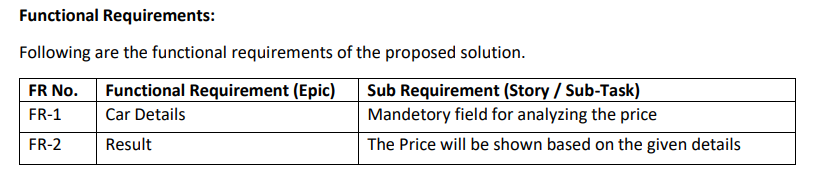 Functional Requirements:
Following are the functional requirements of the proposed solution.
FR No. Functional Requirement (Epic) Sub Requirement (Story / Sub-Task)
FR-1 Car Details Mandetory field for analyzing the price
FR-2 Result The Price will be shown based on the given details